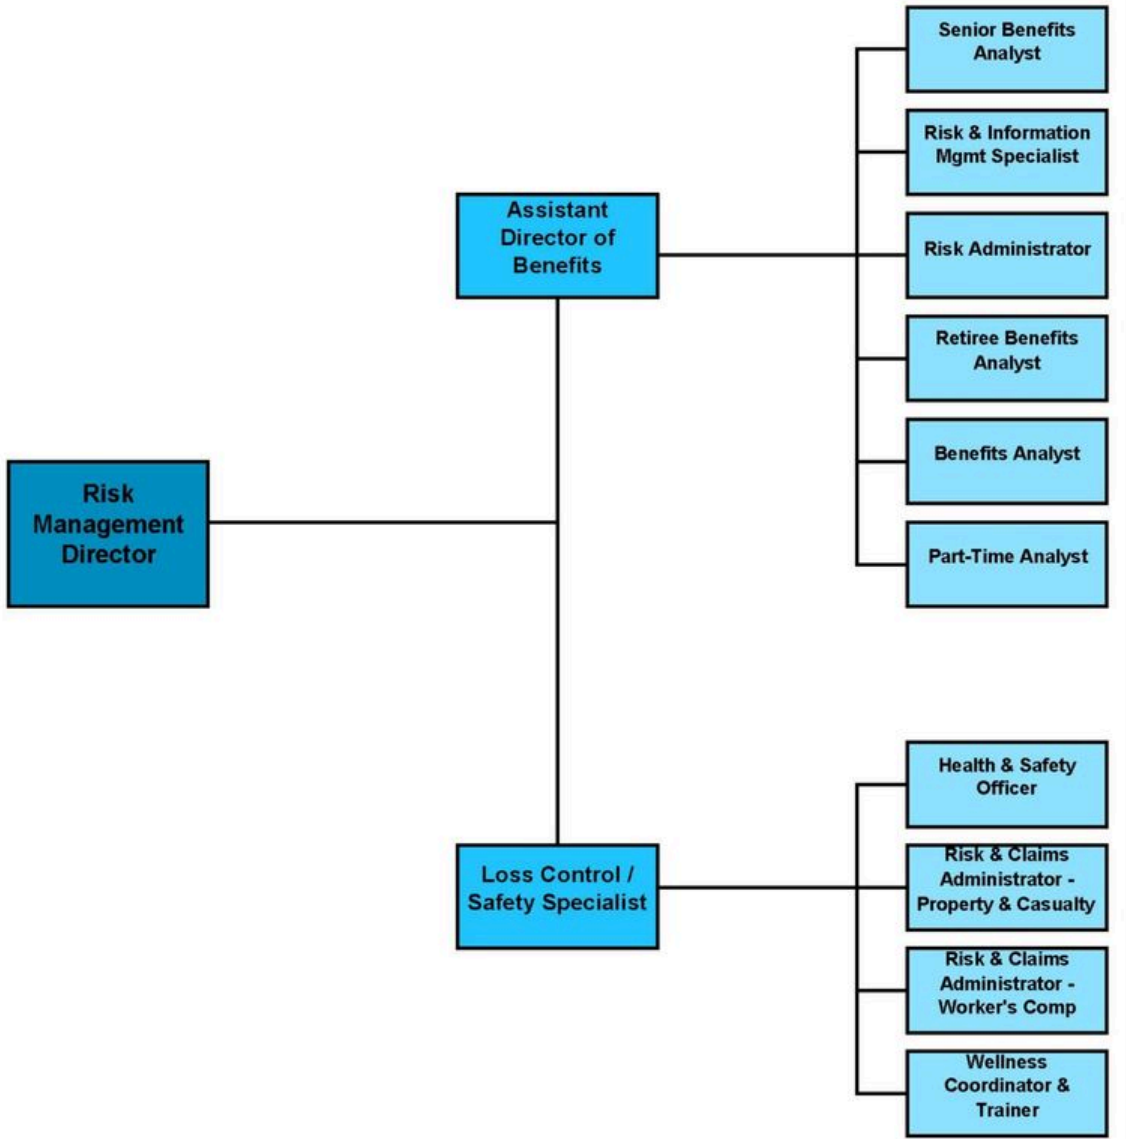 Risk
Management
Director
Assistant
Director of
Benefits
Senior Benefits
Analyst
Risk & Information
Mgmt Specialist
Risk Administrator
Retiree Benefits
Analyst
Benefits Analyst
Part-Time Analyst
Loss Control /
Safety Specialist
Health & Safety
Officer
Risk & Claims
Administrator -
Property & Casualty
Risk & Claims
Administrator -
Worker's Comp
Wellness
Coordinator &
Trainer